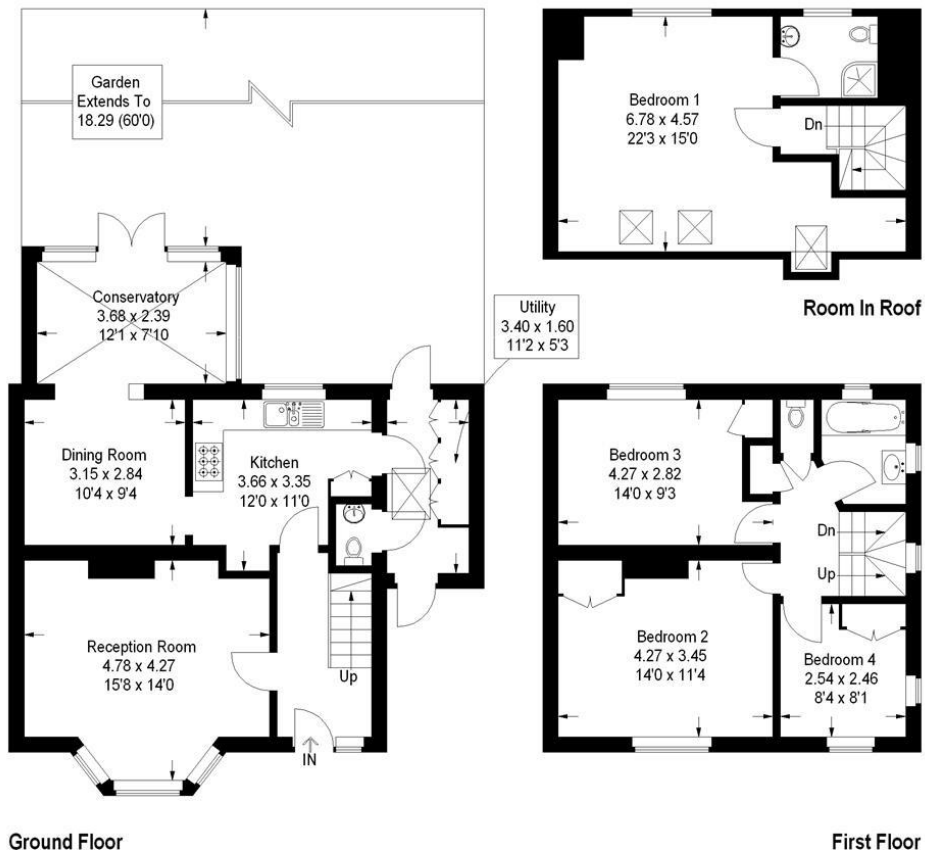 Garden
Extends To
18.29 (60'0)
Conservatory
3.68 x 2.39
12'1 x 7'10
Utility
3.40 x 1.60
11'2 x 5'3
Dining Room
3.15 x 2.84
10'4 x 9'4
Kitchen
3.66 x 3.35
12'0 x 11'0
Reception Room
4.78 x 4.27
15'8 x 14'0
Up
IN
Ground Floor
Bedroom 1
6.78 x 4.57
22'3 x 15'0
Dn
Room In Roof
Bedroom 3
4.27 x 2.82
14'0 x 9'3
Dn
Up
Bedroom 2
4.27 x 3.45
14'0 x 11'4
Bedroom 4
2.54 x 2.46
8'4 x 8'1
First Floor